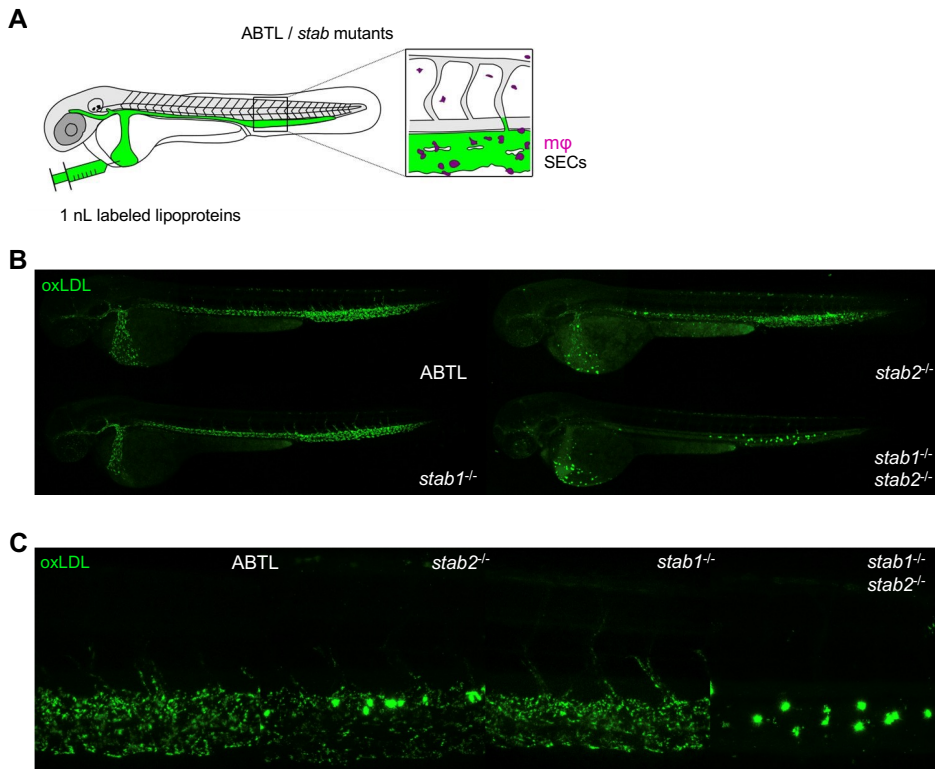 A
ABTL / stab mutants
mφ
SECs
1 nL labeled lipoproteins
B
oxLDL
ABTL
stab2-/-
stab1-/-
stab1-/-
stab2-/-
C
oxLDL
ABTL
stab2-/-
stab1-/-
stab1-/-
stab2-/-